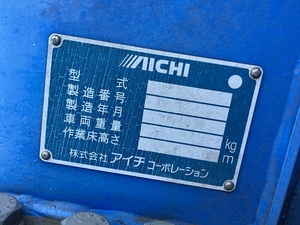 AICHI
型式
製造番号
製造年月
車両重量 kg
作業床高さ m
株式会社アイチコーポレーション